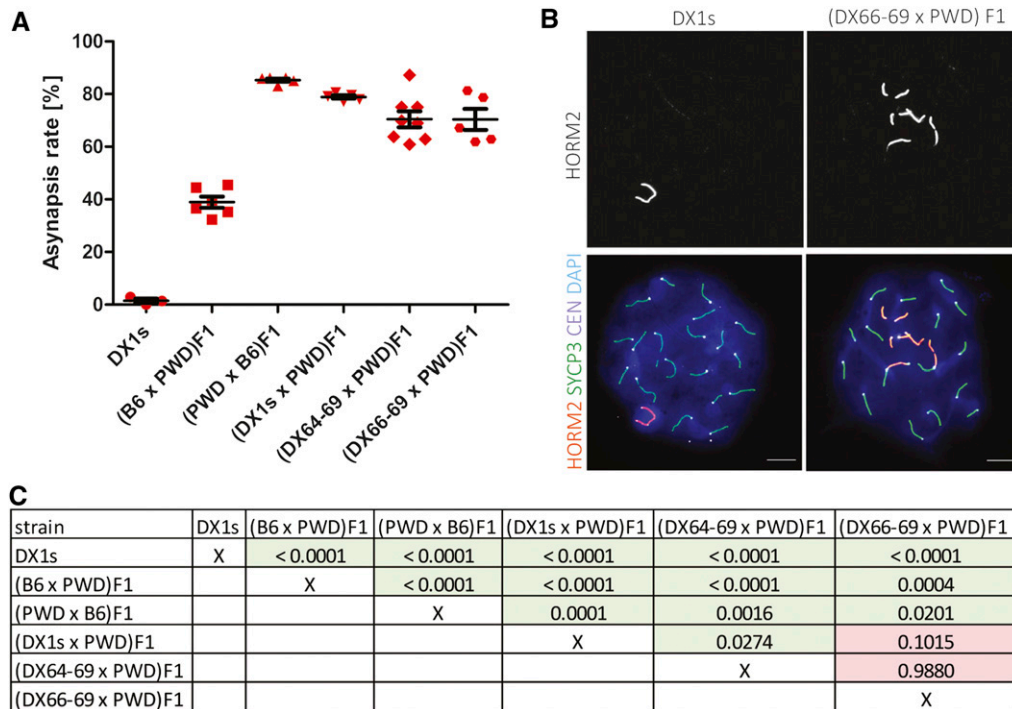 A
Asynapsis rate [%]
100
80
60
40
20
0
DX1s
(B6 x PWD)F1
(PWD x B6)F1
(DX1s x PWD)F1
(DX64-69 x PWD)F1
(DX66-69 x PWD)F1
B
DX1s
(DX66-69 x PWD) F1
HORM2
HORM2 SYCP3 CEN DAPI
C
strain DX1s (B6 x PWD)F1 (PWD x B6)F1 (DX1s x PWD)F1 (DX64-69 x PWD)F1 (DX66-69 x PWD)F1
DX1s X < 0.0001 < 0.0001 < 0.0001 < 0.0001 < 0.0001
(B6 x PWD)F1 X < 0.0001 < 0.0001 < 0.0001 0.0004
(PWD x B6)F1 X 0.0001 0.0016 0.0201
(DX1s x PWD)F1 X 0.0274 0.1015
(DX64-69 x PWD)F1 X 0.9880
(DX66-69 x PWD)F1 X